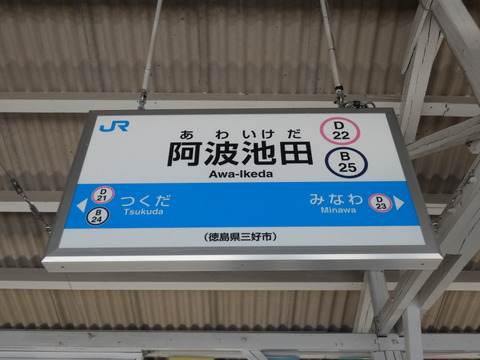 JR
あわいけだ
阿波池田
Awa-Ikeda
D
22
B
25
D
21
B
24
つくだ
Tsukuda
みなわ
Minawa
D
23
(徳島県三好市)